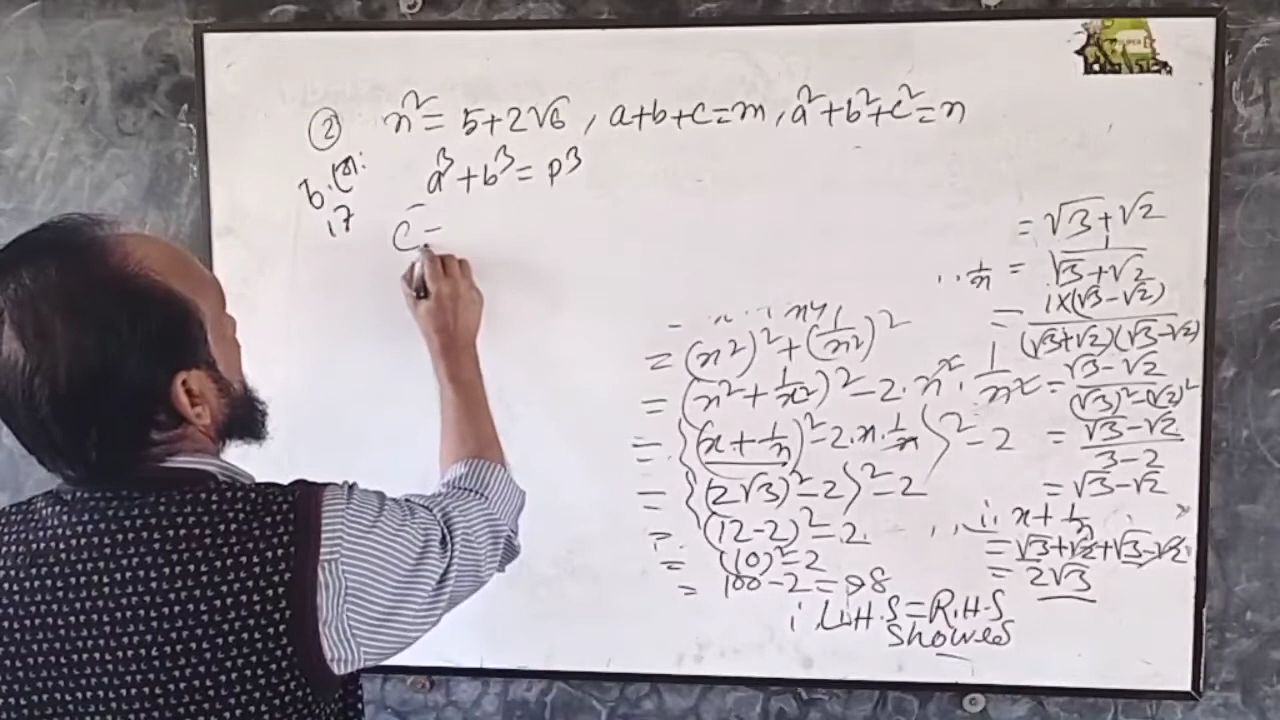 ② x² = 5+2√6, a+b+c=m, a²+b²+c²=n
a³+b³=p³
17
C-
= √3+√2
∴ 1/x = 1/(√3+√2)
= 1×(√3-√2)/(√3+√2)(√3-√2)
= (√3-√2)/((√3)²-(√2)²)
= (√3-√2)/(3-2)
= √3-√2
∴ x+1/x
= √3+√2+√3-√2
= 2√3
= (x²)²+(1/x²)²
= (x²+1/x²)²-2.x².1/x²
= {(x+1/x)²-2.x.1/x}²-2
= {(2√3)²-2}²-2
= (12-2)²-2
= (10)²-2
= 100-2=98
∴ L.H.S=R.H.S
Showed